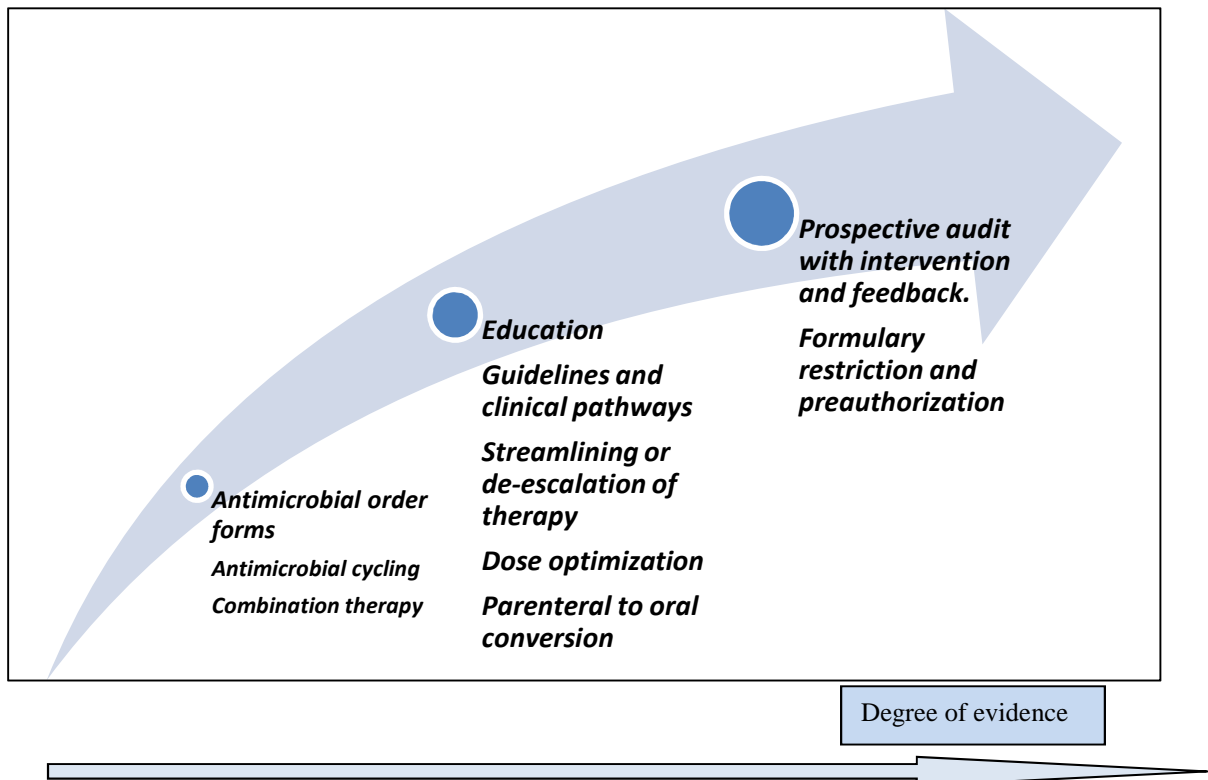 Antimicrobial order
forms
Antimicrobial cycling
Combination therapy
Education
Guidelines and
clinical pathways
Streamlining or
de-escalation of
therapy
Dose optimization
Parenteral to oral
conversion
Prospective audit
with intervention
and feedback.
Formulary
restriction and
preauthorization
Degree of evidence